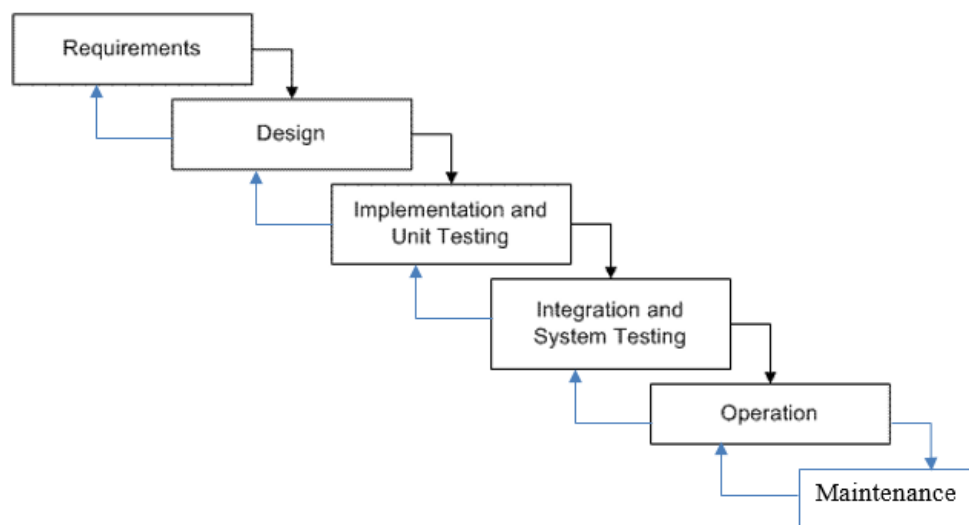 Requirements
Design
Implementation and
Unit Testing
Integration and
System Testing
Operation
Maintenance